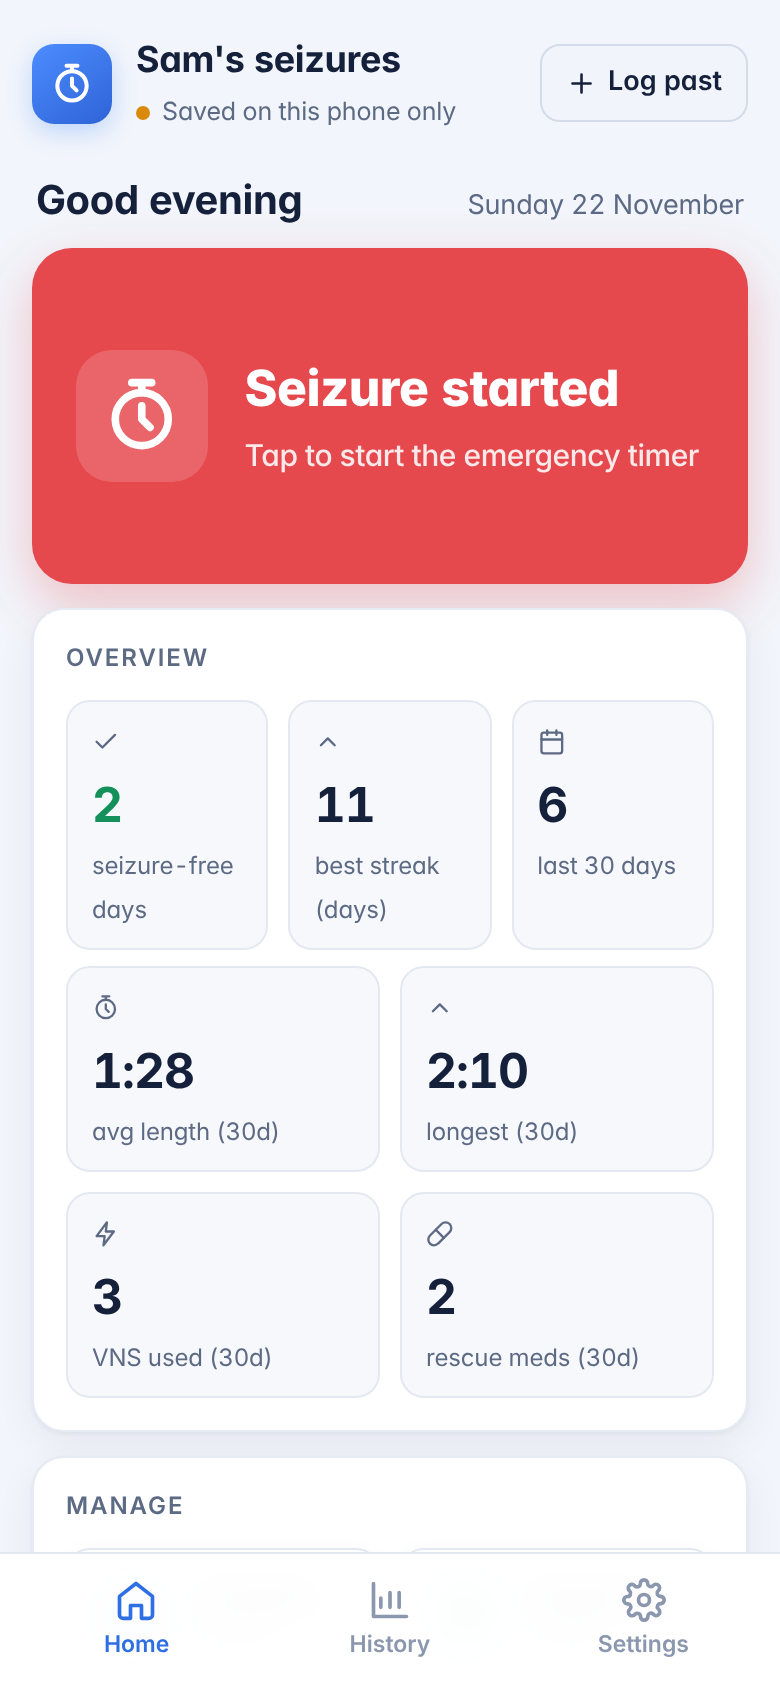 Sam's seizures
Saved on this phone only
Log past
Good evening
Sunday 22 November
Seizure started
Tap to start the emergency timer
OVERVIEW
2
seizure-free
days
11
best streak
(days)
6
last 30 days
1:28
avg length (30d)
2:10
longest (30d)
3
VNS used (30d)
2
rescue meds (30d)
MANAGE
Home
History
Settings